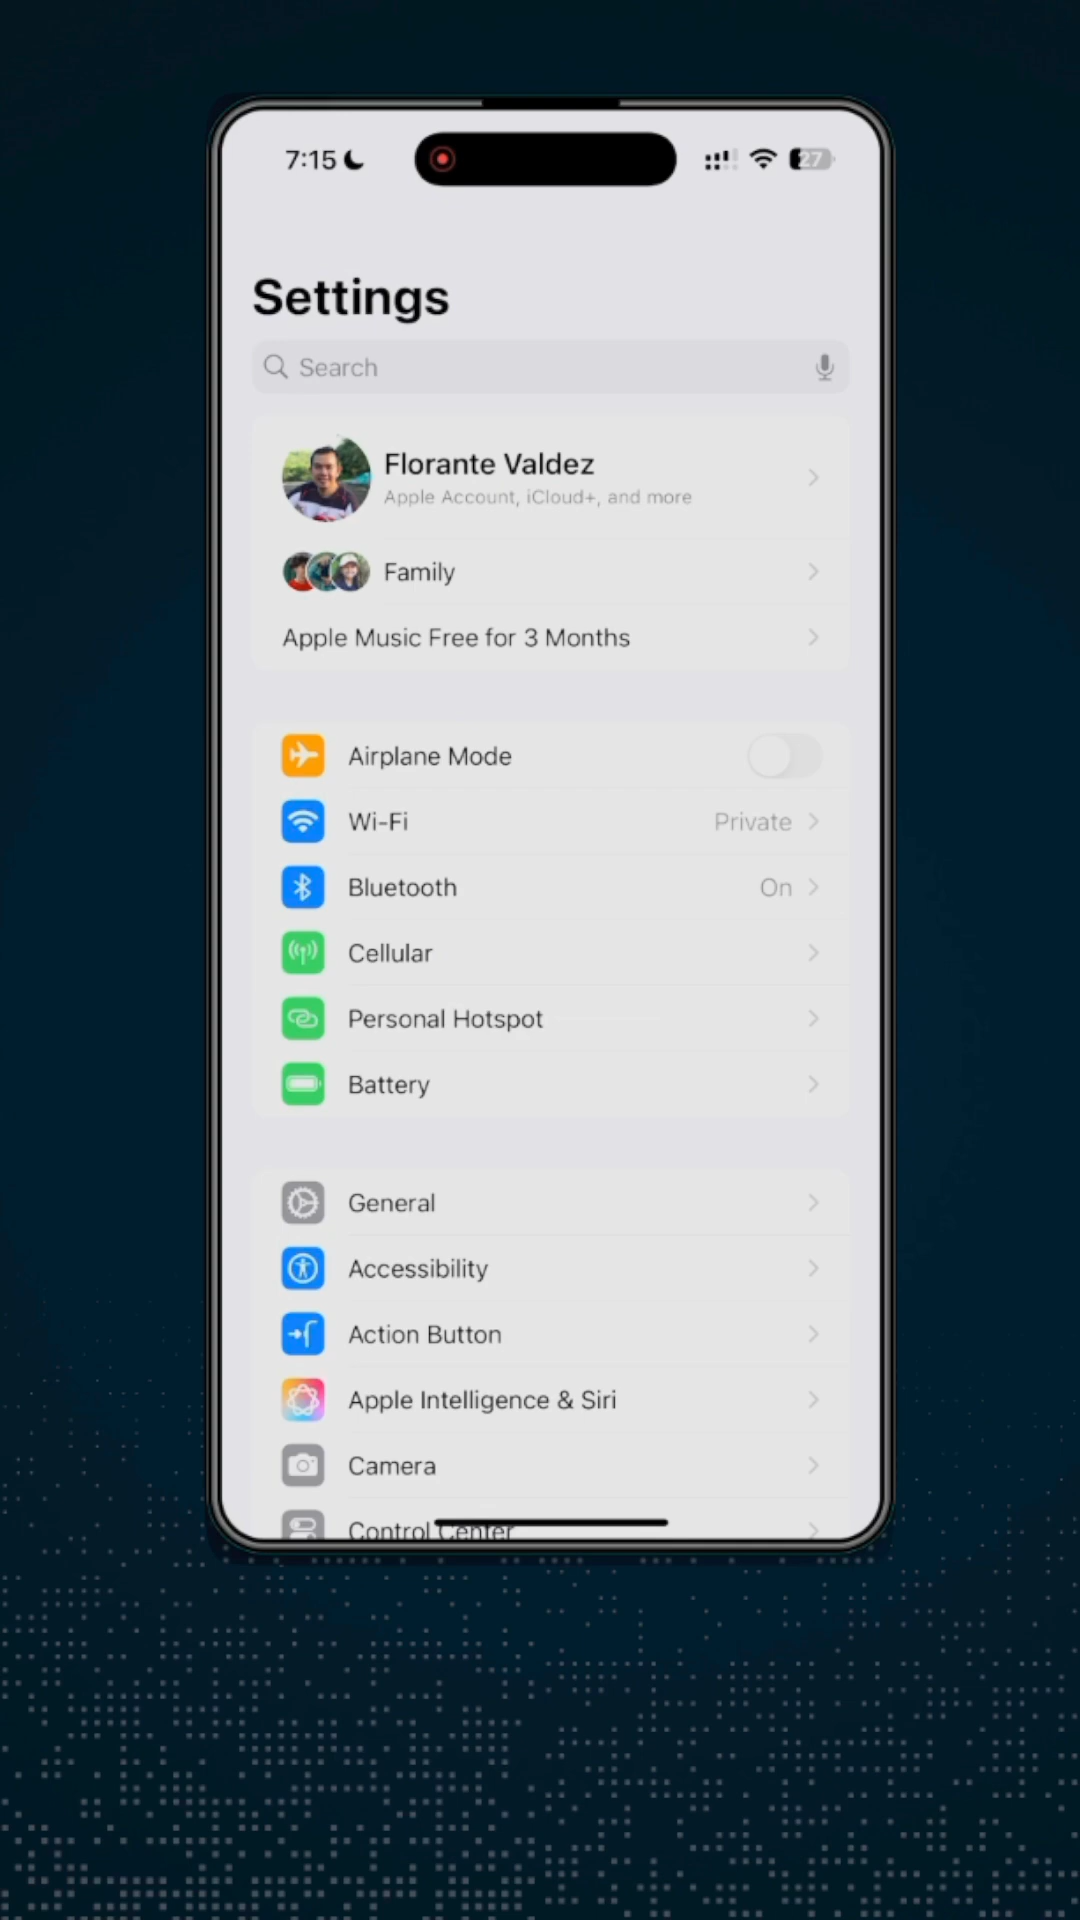 7:15
27
Settings
Search
Florante Valdez
Apple Account, iCloud+, and more
Family
Apple Music Free for 3 Months
Airplane Mode
Wi-Fi Private
Bluetooth On
Cellular
Personal Hotspot
Battery
General
Accessibility
Action Button
Apple Intelligence & Siri
Camera
Control Center